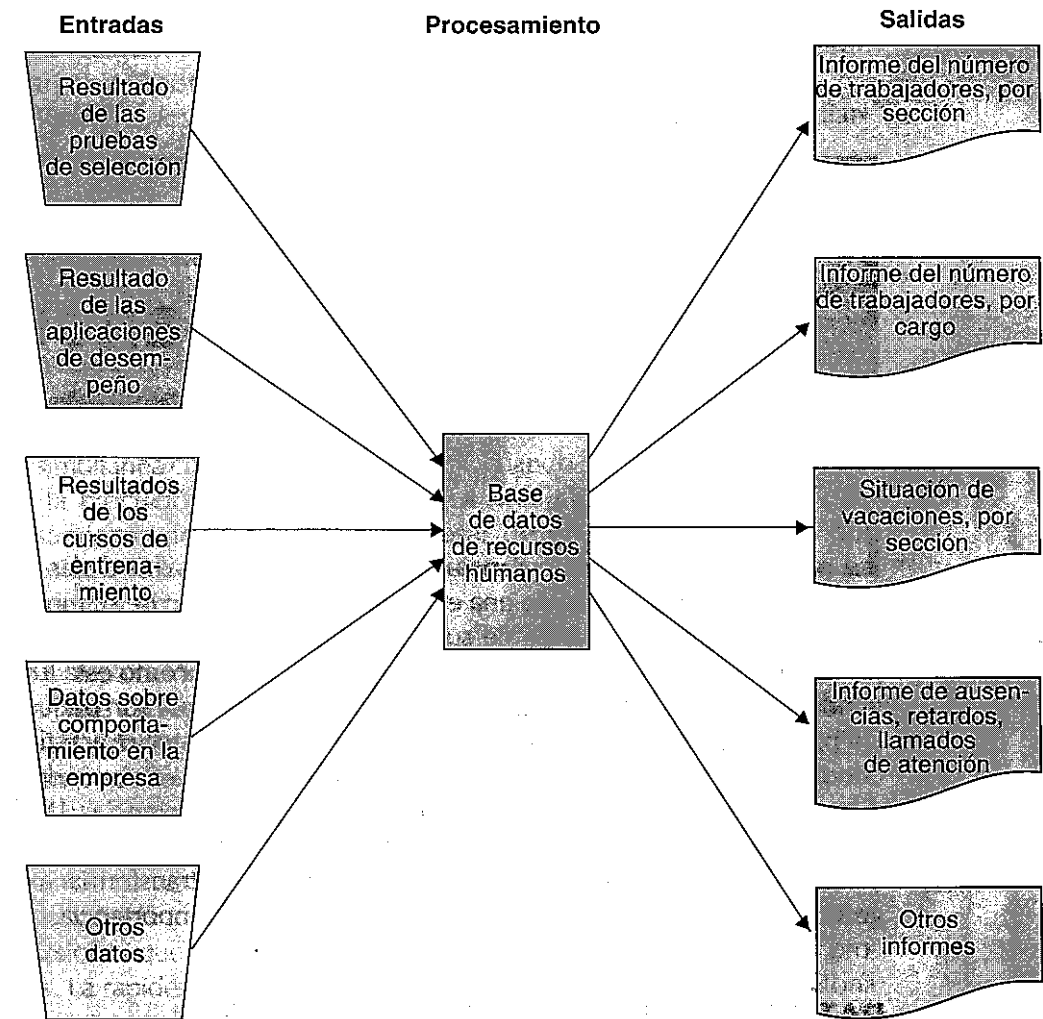 Entradas
Procesamiento
Salidas
Resultado
de las
pruebas
de selección
Resultado
de las
aplicaciones
de desem-
peño
Resultados
de los
cursos de
entrena-
miento
Datos sobre
comporta-
miento en la
empresa
Otros
datos
Base
de datos
de recursos
humanos
Informe del número
de trabajadores, por
sección
Informe del número
de trabajadores, por
cargo
Situación de
vacaciones, por
sección
Informe de ausen-
cias, retardos,
llamados
de atención
Otros
informes